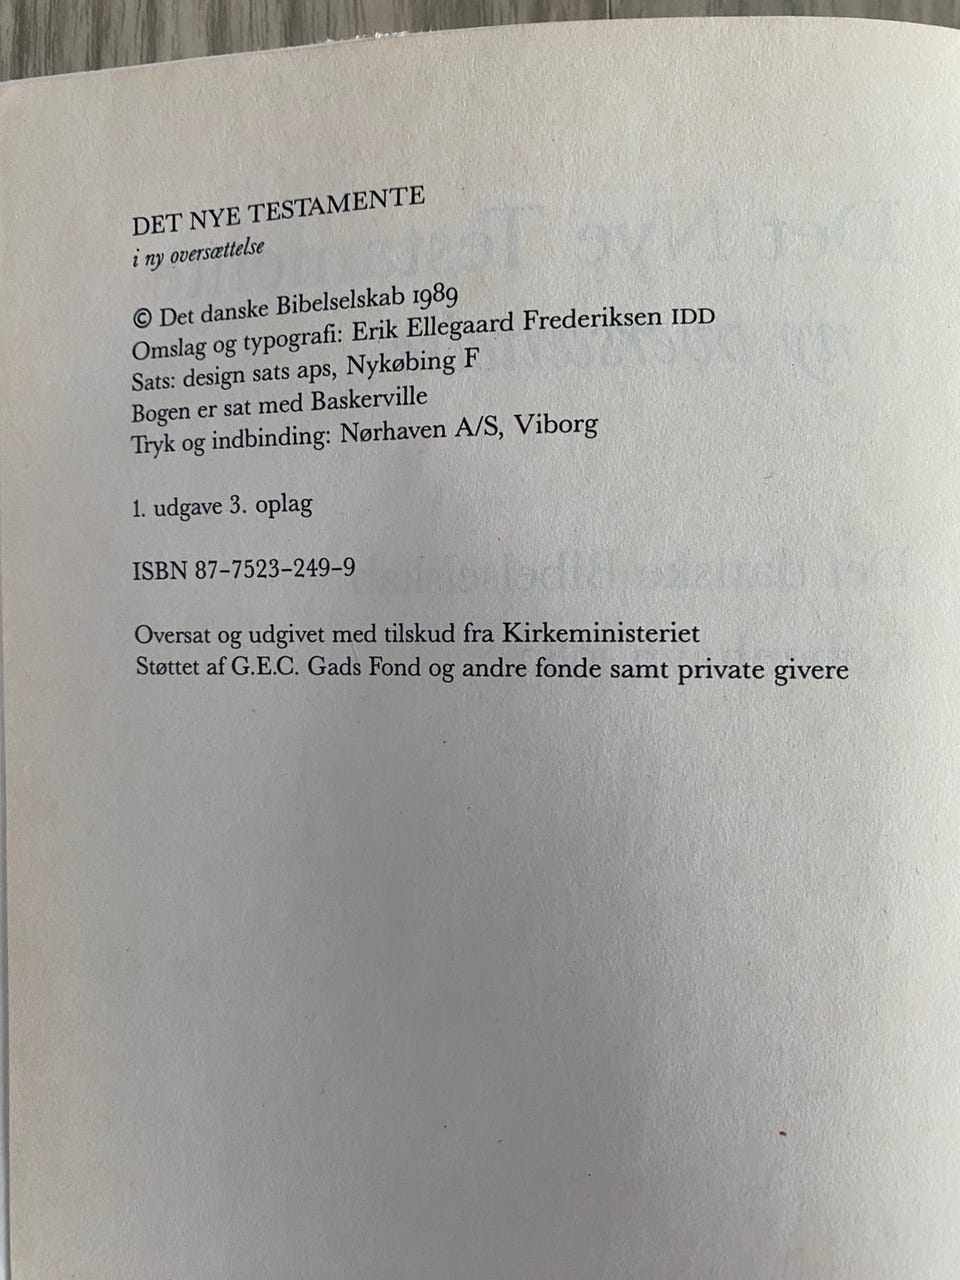 DET NYE TESTAMENTE
i ny oversættelse
© Det danske Bibelselskab 1989
Omslag og typografi: Erik Ellegaard Frederiksen IDD
Sats: design sats aps, Nykøbing F
Bogen er sat med Baskerville
Tryk og indbinding: Nørhaven A/S, Viborg
1. udgave 3. oplag
ISBN 87-7523-249-9
Oversat og udgivet med tilskud fra Kirkeministeriet
Støttet af G.E.C. Gads Fond og andre fonde samt private givere